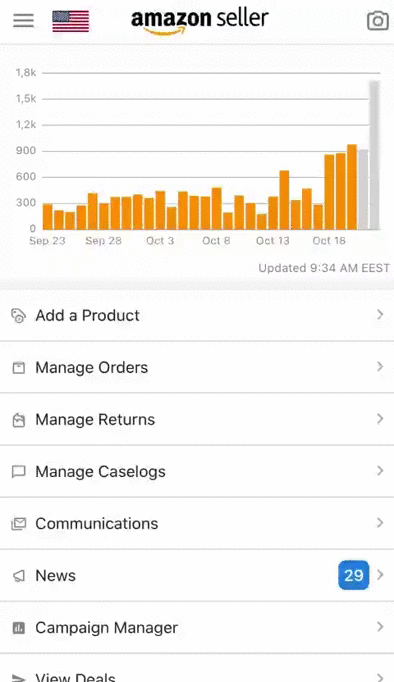 amazon seller
1,8k
1,5k
1,2k
900
600
300
0
Sep 23 Sep 28 Oct 3 Oct 8 Oct 13 Oct 18
Updated 9:34 AM EEST
Add a Product
Manage Orders
Manage Returns
Manage Caselogs
Communications
News 29
Campaign Manager
View Deals